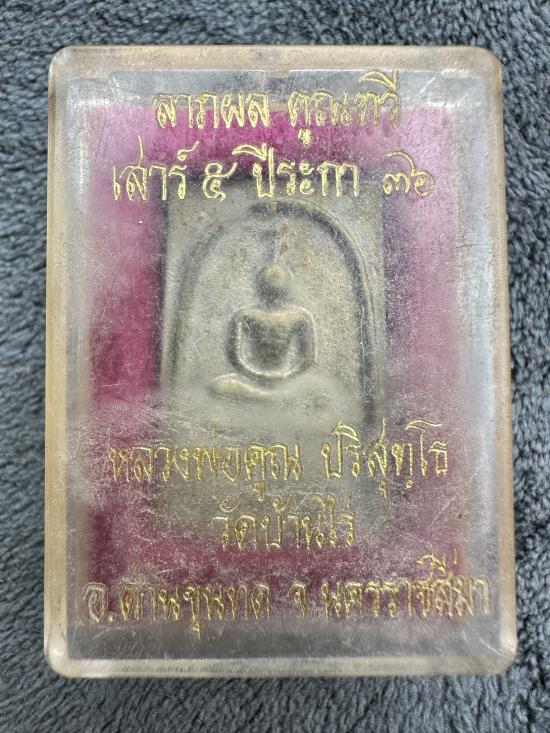 ลาภผล คูณทวี
เสาร์ ๕ ปีระกา ๓๖
หลวงพ่อคูณ ปริสุทฺโธ
วัดบ้านไร่
อ.ด่านขุนทด จ.นครราชสีมา